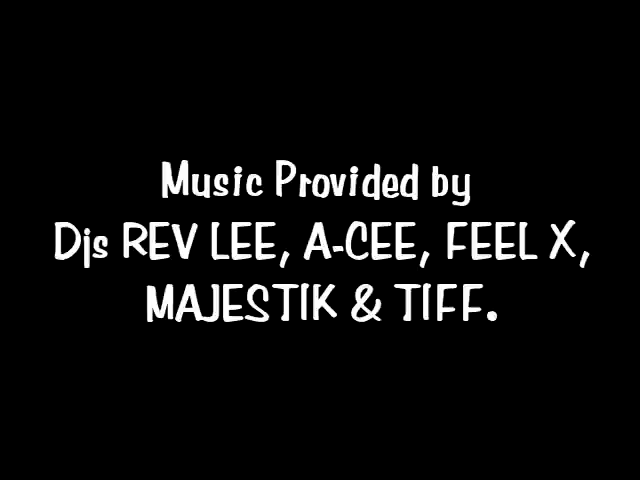 Music Provided by
Djs REV LEE, A-CEE, FEEL X,
MAJESTIK & TIFF.